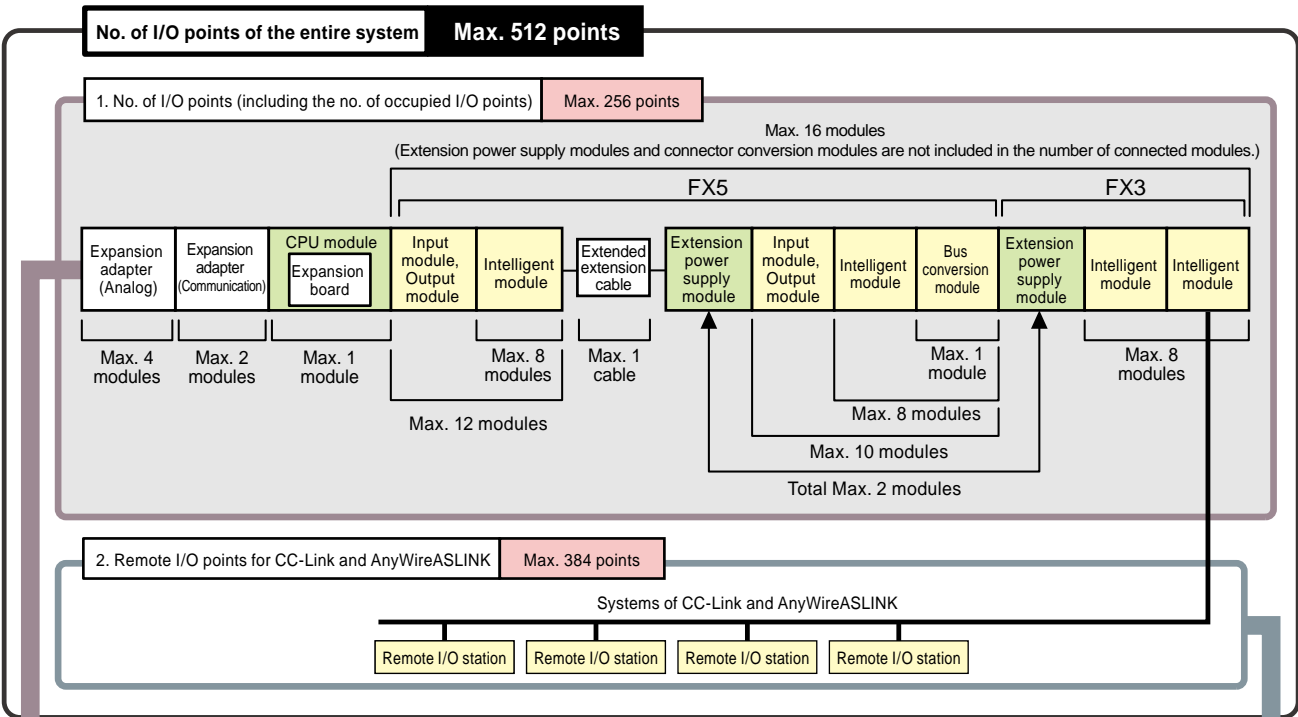 No. of I/O points of the entire system
Max. 512 points
1. No. of I/O points (including the no. of occupied I/O points)
Max. 256 points
Max. 16 modules
(Extension power supply modules and connector conversion modules are not included in the number of connected modules.)
FX5
FX3
Expansion
adapter
(Analog)
Expansion
adapter
(Communication)
CPU module
Expansion
board
Input
module,
Output
module
Intelligent
module
Extended
extension
cable
Extension
power
supply
module
Input
module,
Output
module
Intelligent
module
Bus
conversion
module
Extension
power
supply
module
Intelligent
module
Intelligent
module
Max. 4
modules
Max. 2
modules
Max. 1
module
Max. 8
modules
Max. 1
cable
Max. 1
module
Max. 8
modules
Max. 12 modules
Max. 8 modules
Max. 10 modules
Total Max. 2 modules
2. Remote I/O points for CC-Link and AnyWireASLINK
Max. 384 points
Systems of CC-Link and AnyWireASLINK
Remote I/O station
Remote I/O station
Remote I/O station
Remote I/O station